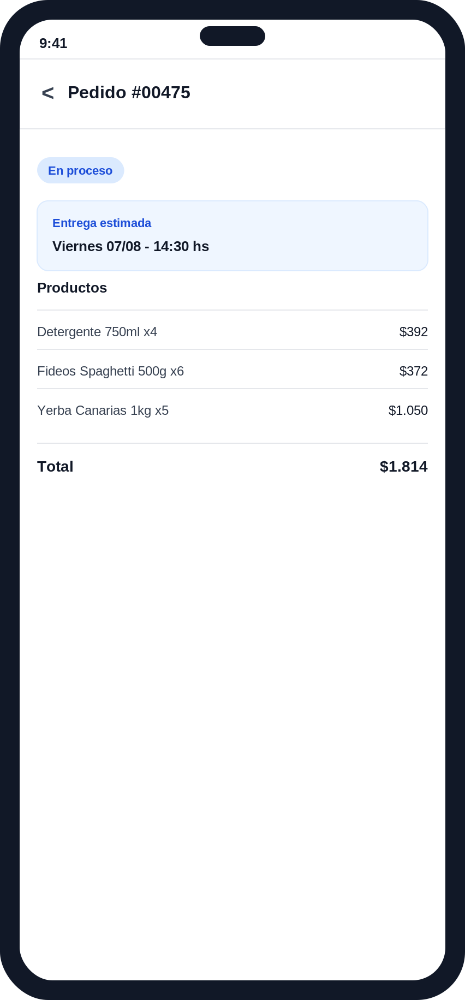 9:41
< Pedido #00475
En proceso
Entrega estimada
Viernes 07/08 - 14:30 hs
Productos
Detergente 750ml x4 $392
Fideos Spaghetti 500g x6 $372
Yerba Canarias 1kg x5 $1.050
Total $1.814